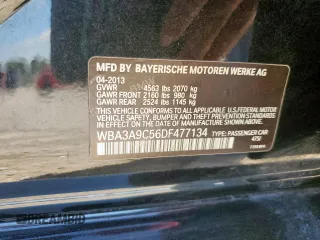 MFD BY BAYERISCHE MOTOREN WERKE AG
04-2013
GVWR 4563 lbs 2070 kg
GAWR FRONT 2160 lbs 980 kg
GAWR REAR 2524 lbs 1145 kg
THIS VEHICLE CONFORMS TO ALL APPLICABLE U.S. FEDERAL
MOTOR VEHICLE SAFETY, BUMPER, AND THEFT PREVENTION
STANDARDS IN EFFECT ON THE DATE OF MANUFACTURE SHOWN ABOVE.
WBA3A9C56DF477134 TYPE: PASSENGER CAR